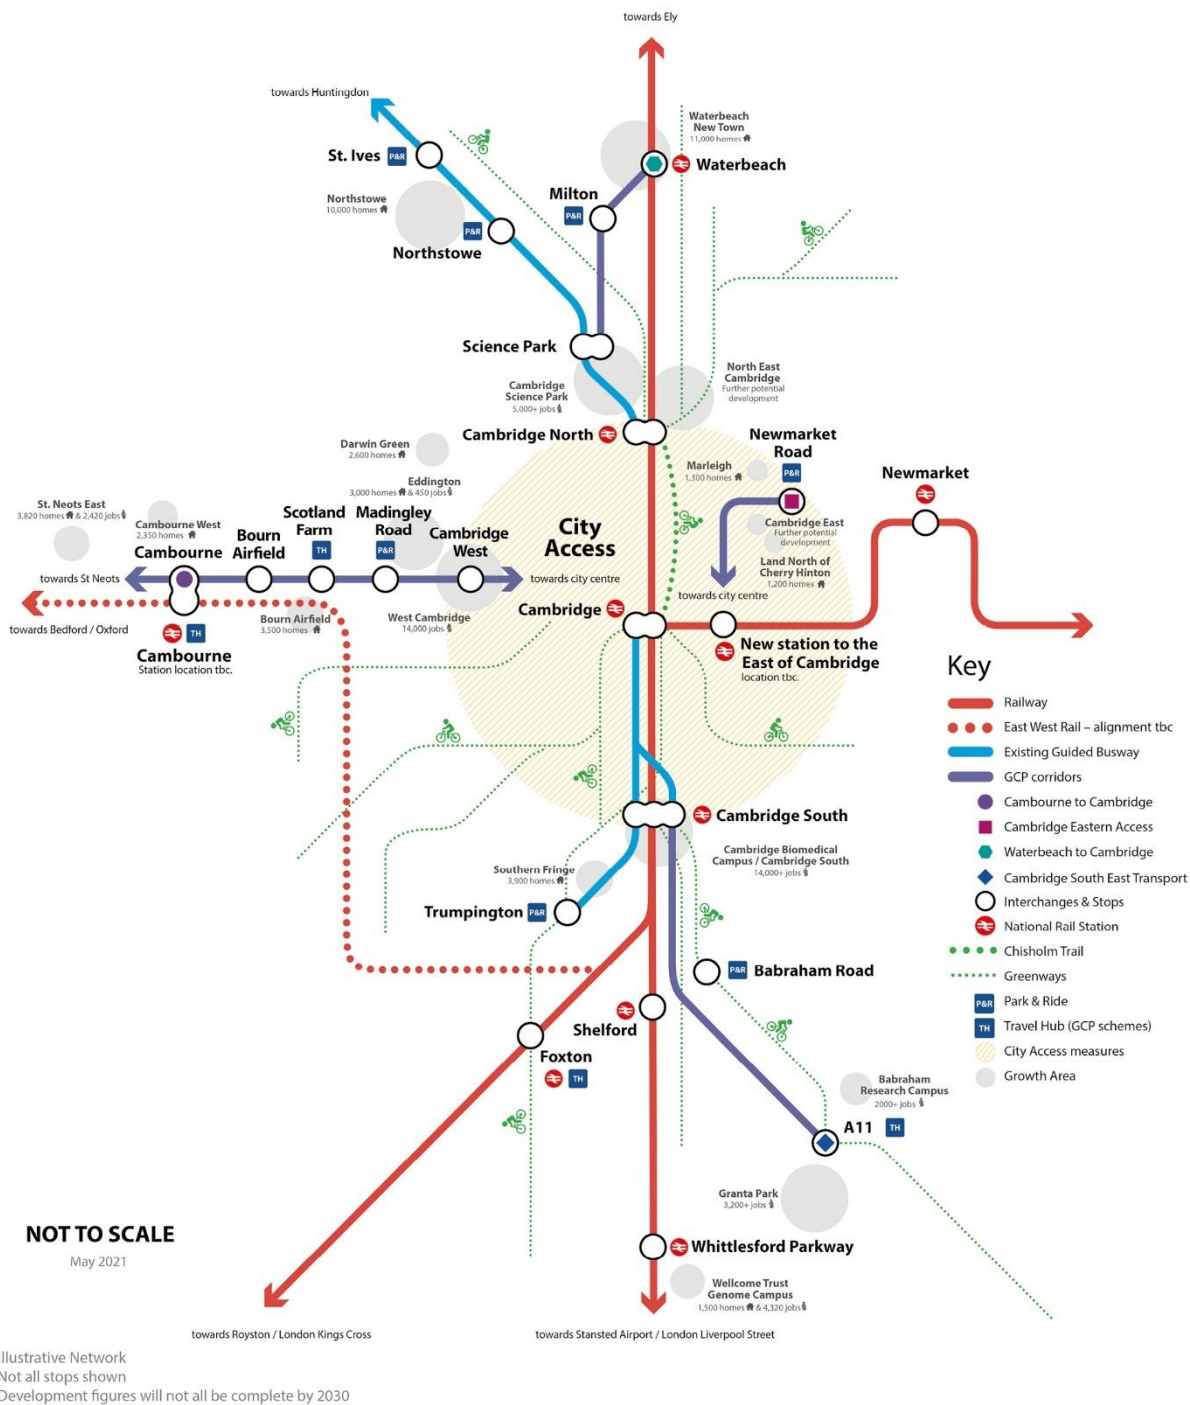 towards Ely
towards Huntingdon
Waterbeach
New Town
11,000 homes
St. Ives P&R
Waterbeach
Milton
P&R
Northstowe
10,000 homes
P&R
Northstowe
Science Park
Cambridge
Science Park
5,000+ jobs
North East
Cambridge
Further potential
development
Cambridge North
Newmarket
Road
P&R
Darwin Green
2,600 homes
Marleigh
1,300 homes
Newmarket
Eddington
3,000 homes & 450 jobs
St. Neots East
3,820 homes & 2,420 jobs
Cambourne West
2,350 homes
Cambourne
Bourn
Airfield
Scotland
Farm
TH
Madingley
Road
P&R
Cambridge
West
City
Access
Cambridge East
Further potential
development
Land North of
Cherry Hinton
1,200 homes
towards St Neots
towards city centre
towards city centre
towards Bedford / Oxford
Bourn Airfield
3,500 homes
West Cambridge
14,000 jobs
Cambridge
TH
Cambourne
Station location tbc.
New station to the
East of Cambridge
location tbc.
Key
Railway
East West Rail – alignment tbc
Existing Guided Busway
GCP corridors
Cambourne to Cambridge
Cambridge Eastern Access
Waterbeach to Cambridge
Cambridge South East Transport
Interchanges & Stops
National Rail Station
Chisholm Trail
Greenways
P&R Park & Ride
TH Travel Hub (GCP schemes)
City Access measures
Growth Area
Cambridge South
Cambridge Biomedical
Campus / Cambridge South
14,000+ jobs
Southern Fringe
3,900 homes
Trumpington P&R
P&R Babraham Road
Shelford
Foxton
TH
Babraham
Research Campus
2000+ jobs
A11 TH
Granta Park
3,200+ jobs
Whittlesford Parkway
Wellcome Trust
Genome Campus
1,500 homes & 4,320 jobs
NOT TO SCALE
May 2021
towards Royston / London Kings Cross
towards Stansted Airport / London Liverpool Street
Illustrative Network
Not all stops shown
Development figures will not all be complete by 2030